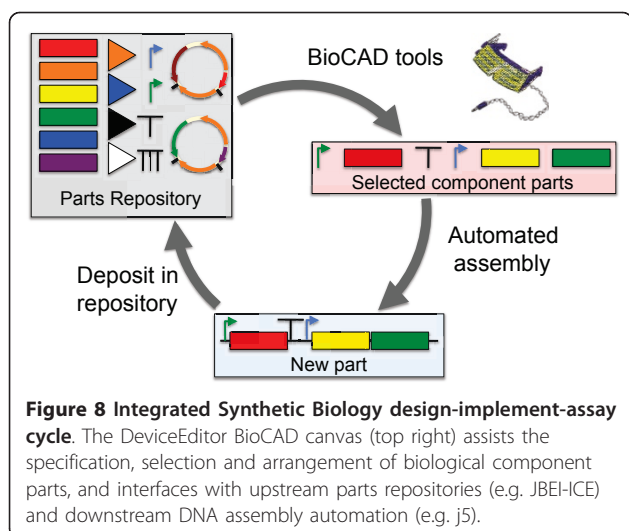 BioCAD tools
Parts Repository
Selected component parts
Automated
assembly
Deposit in
repository
New part
Figure 8 Integrated Synthetic Biology design-implement-assay
cycle. The DeviceEditor BioCAD canvas (top right) assists the
specification, selection and arrangement of biological component
parts, and interfaces with upstream parts repositories (e.g. JBEI-ICE)
and downstream DNA assembly automation (e.g. j5).